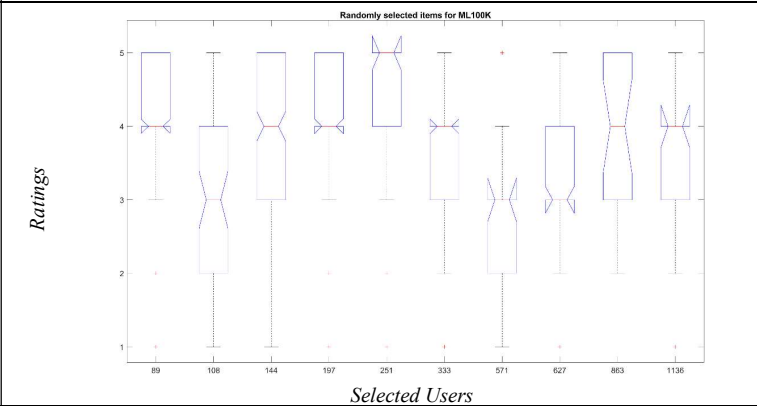 Randomly selected items for ML100K
Ratings
5
4
3
2
1
89 108 144 197 251 333 571 627 863 1136
Selected Users